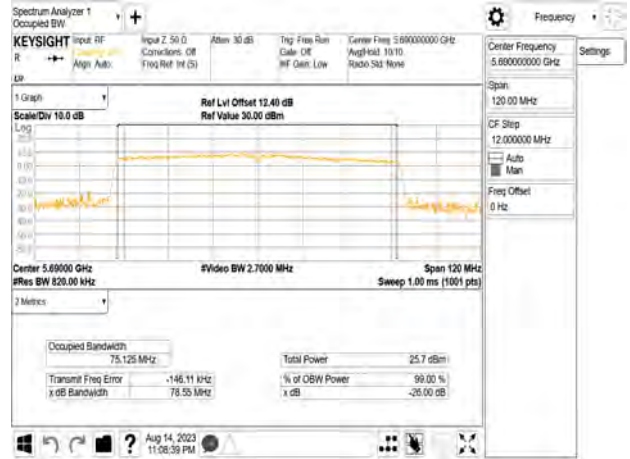 Spectrum Analyzer 1
Occupied BW
Frequency
KEYSIGHT
Input: RF
Input Z: 50 Ω
Atten: 30 dB
Trig: Free Run
Center Freq: 5.690000000 GHz
R
Corrections: Off
Gate: Off
Avg|Hold: 10/10
Align: Auto
Freq Ref: Int (S)
#IF Gain: Low
Radio Std: None
Center Frequency
5.690000000 GHz
Settings
Span
120.00 MHz
CF Step
12.000000 MHz
Auto
Man
Freq Offset
0 Hz
1 Graph
Scale/Div 10.0 dB
Ref Lvl Offset 12.40 dB
Ref Value 30.00 dBm
Log
Center 5.69000 GHz
#Video BW 2.7000 MHz
Span 120 MHz
#Res BW 820.00 kHz
Sweep 1.00 ms (1001 pts)
2 Metrics
Occupied Bandwidth
75.125 MHz
Total Power
25.7 dBm
Transmit Freq Error
-146.11 kHz
% of OBW Power
99.00 %
x dB Bandwidth
78.55 MHz
x dB
-26.00 dB
?
Aug 14, 2023
11:08:39 PM